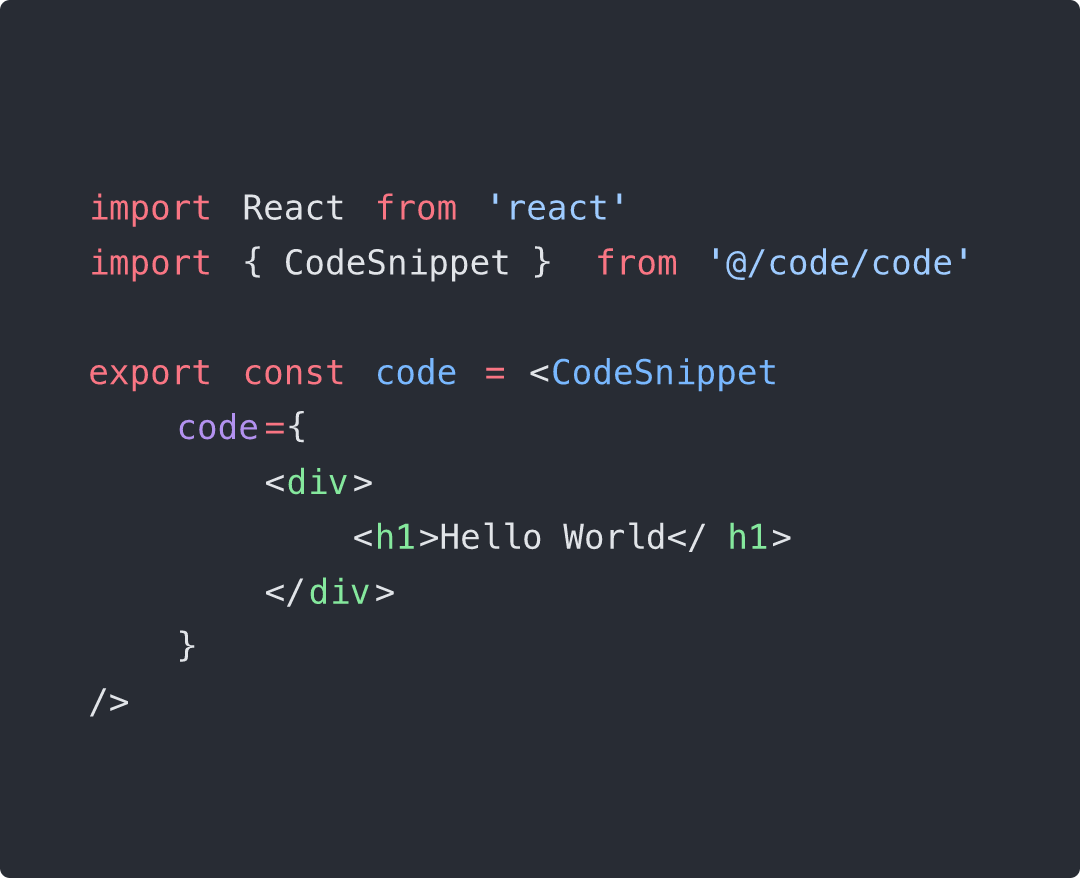 import React from 'react'
import { CodeSnippet }  from '@/code/code'

export const code = <CodeSnippet
    code={
        <div>
            <h1>Hello World</ h1>
        </div>
    }
/>